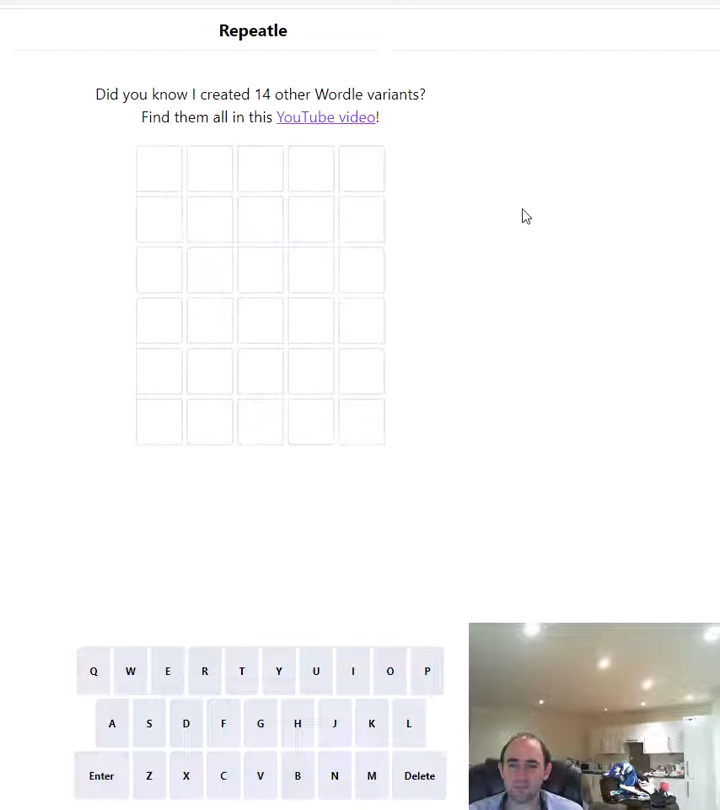 Repeatle
Did you know I created 14 other Wordle variants?
Find them all in this YouTube video!
Q W E R T Y U I O P
A S D F G H J K L
Enter Z X C V B N M Delete